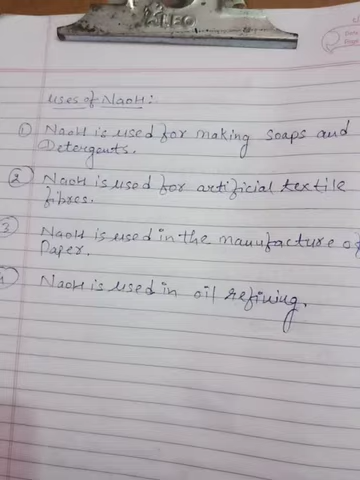 LEO
uses of NaOH:
① NaOH is used for making soaps and
Detergents.
② NaOH is used for artificial textile
fibres.
③ NaOH is used in the manufacture of
Paper.
④ NaOH is used in oil refining.